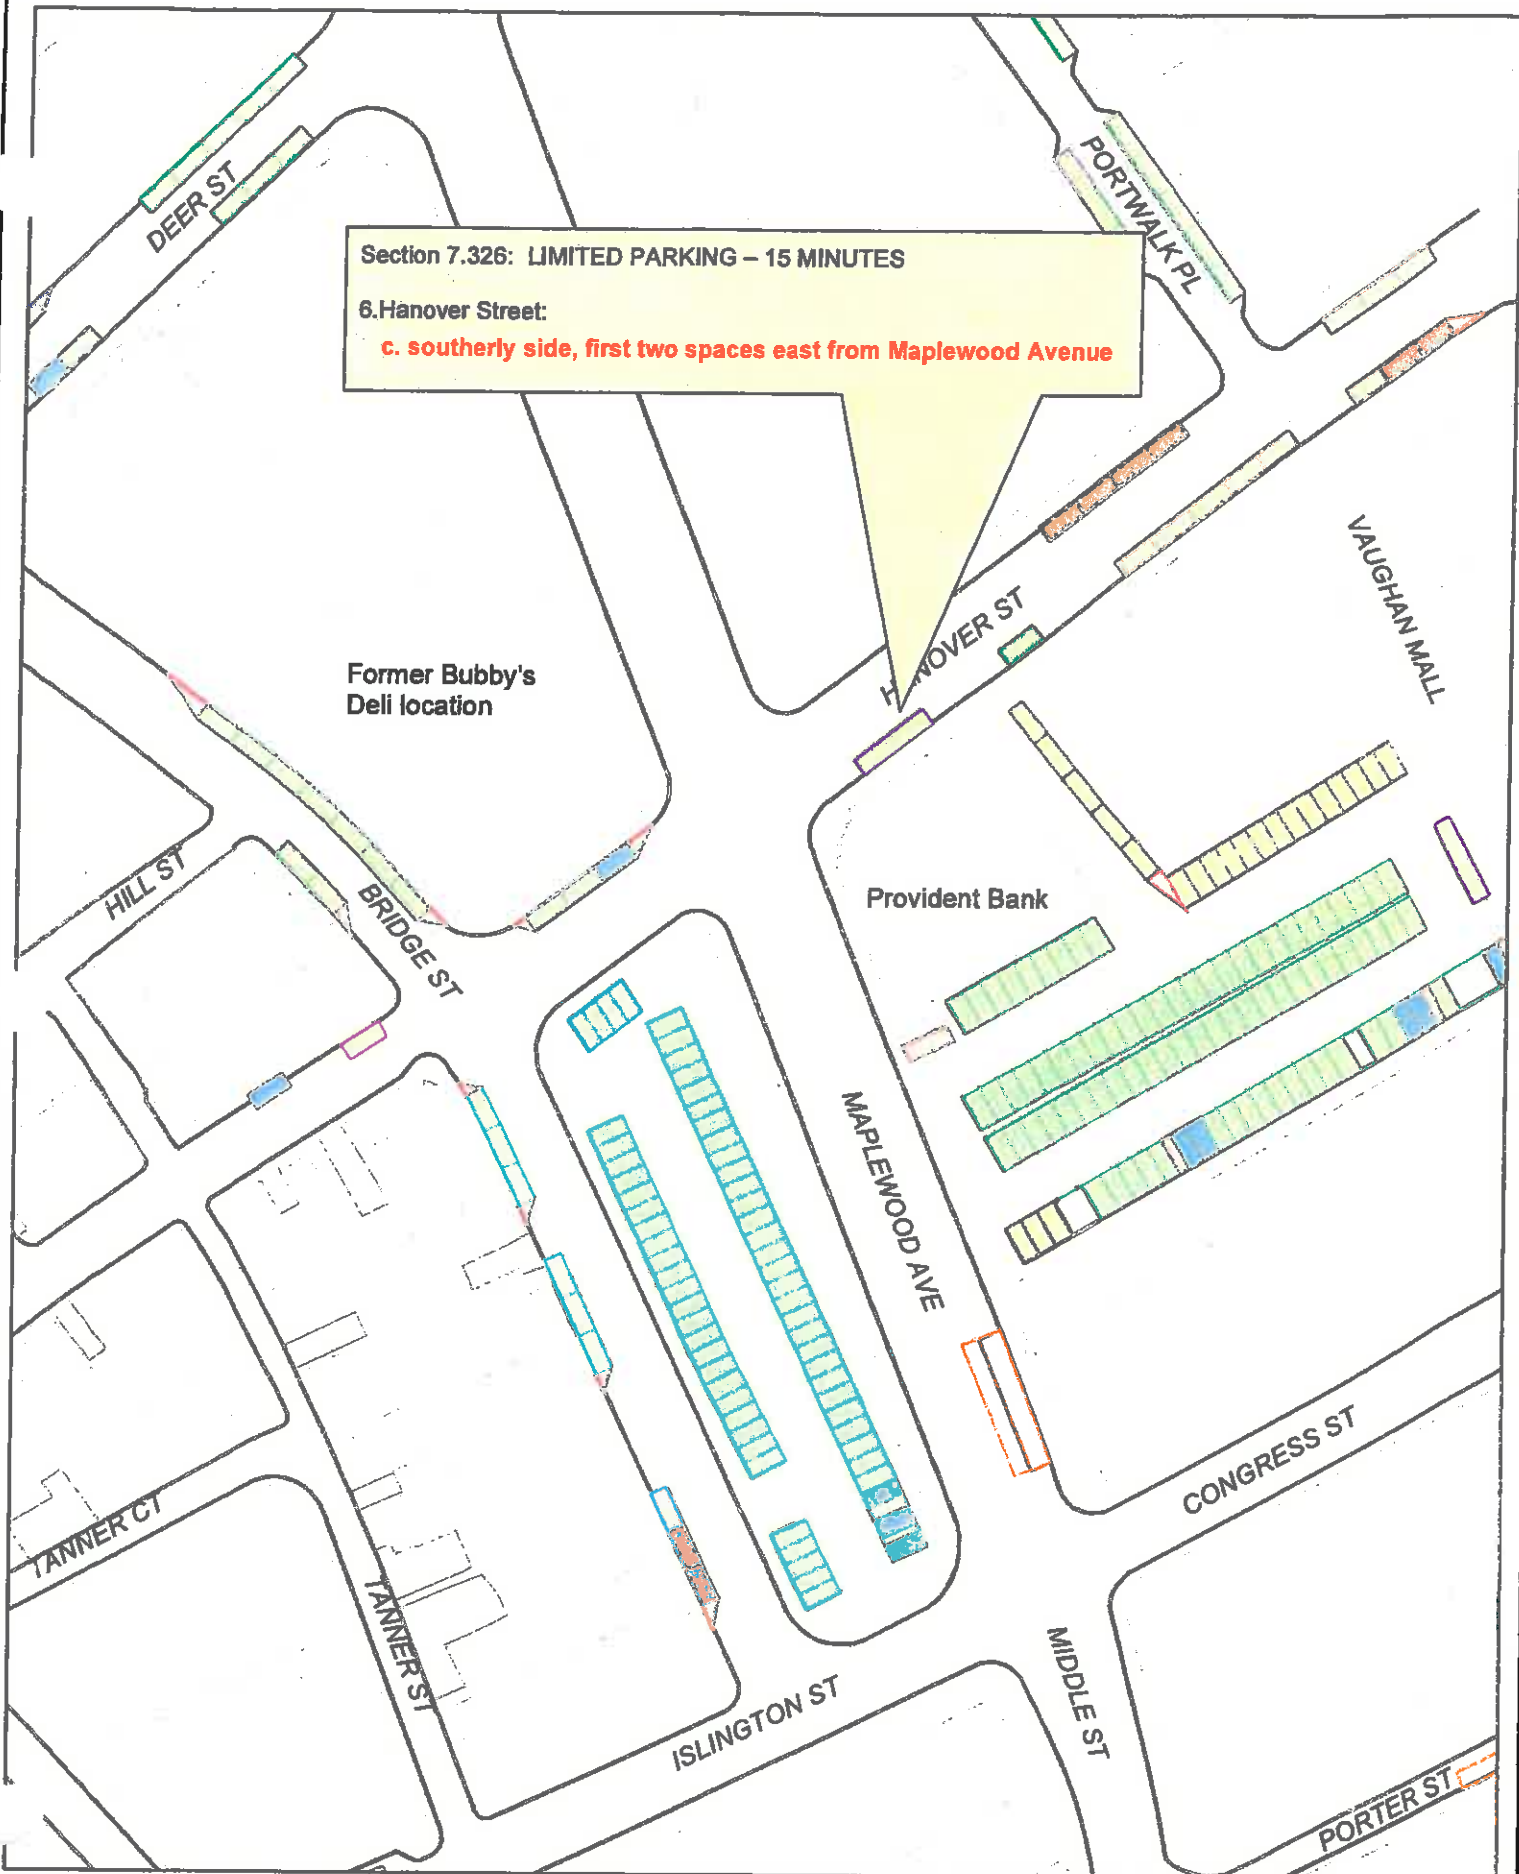 DEER ST
PORTWALK PL
Section 7.326: LIMITED PARKING – 15 MINUTES
6.Hanover Street:
c. southerly side, first two spaces east from Maplewood Avenue
VAUGHAN MALL
HANOVER ST
Former Bubby's
Deli location
HILL ST
BRIDGE ST
Provident Bank
MAPLEWOOD AVE
CONGRESS ST
TANNER CT
TANNER ST
ISLINGTON ST
MIDDLE ST
PORTER ST